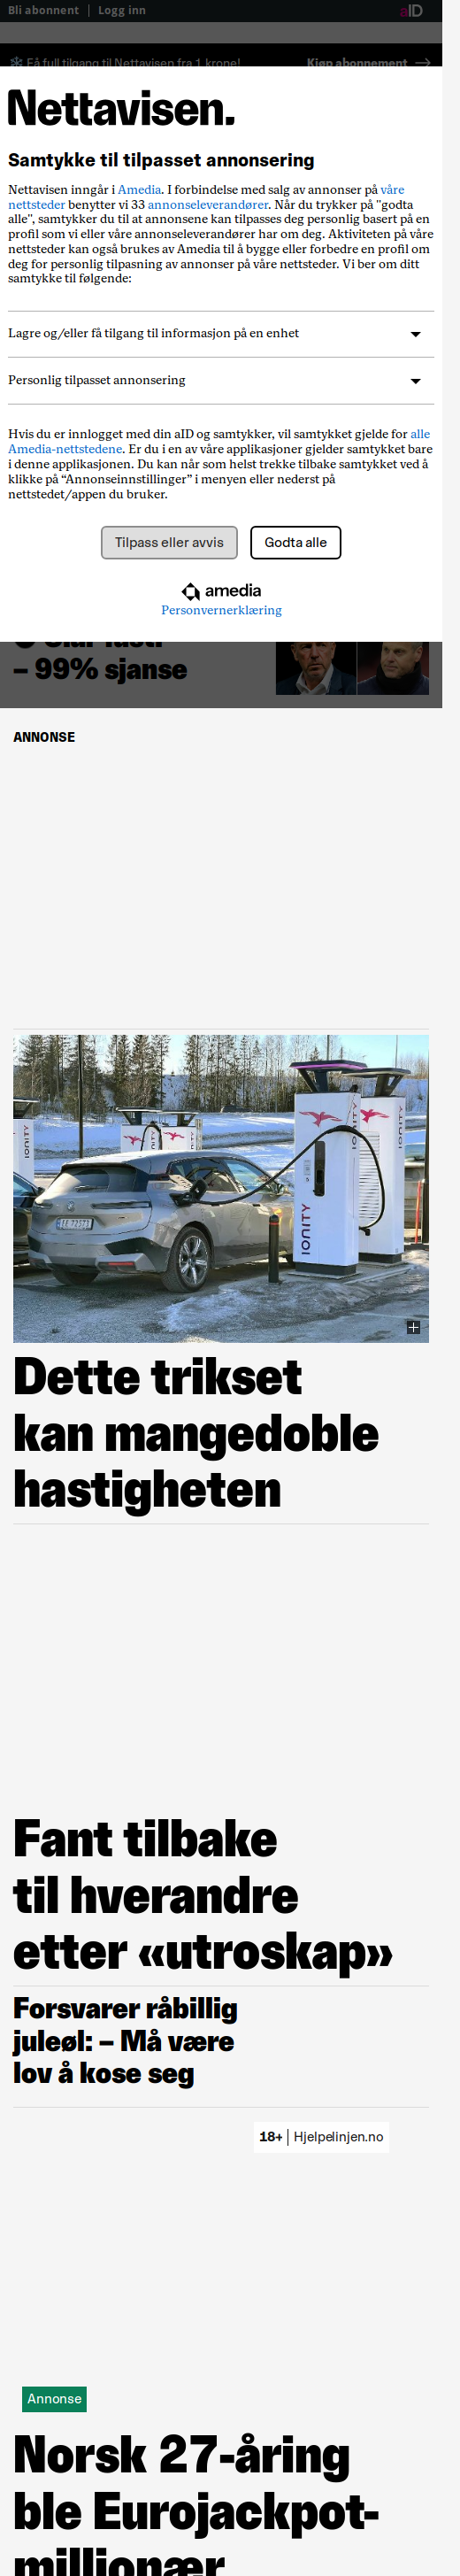 Bli abonnent | Logg inn
aID
Få full tilgang til Nettavisen fra 1 krone!
Kjøp abonnement
Nettavisen.
Samtykke til tilpasset annonsering
Nettavisen inngår i Amedia. I forbindelse med salg av annonser på våre
nettsteder benytter vi 33 annonseleverandører. Når du trykker på "godta
alle", samtykker du til at annonsene kan tilpasses deg personlig basert på en
profil som vi eller våre annonseleverandører har om deg. Aktiviteten på våre
nettsteder kan også brukes av Amedia til å bygge eller forbedre en profil om
deg for personlig tilpasning av annonser på våre nettsteder. Vi ber om ditt
samtykke til følgende:
Lagre og/eller få tilgang til informasjon på en enhet
Personlig tilpasset annonsering
Hvis du er innlogget med din aID og samtykker, vil samtykket gjelde for alle
Amedia-nettstedene. Er du i en av våre applikasjoner gjelder samtykket bare
i denne applikasjonen. Du kan når som helst trekke tilbake samtykket ved å
klikke på “Annonseinnstillinger” i menyen eller nederst på
nettstedet/appen du bruker.
Tilpass eller avvis
Godta alle
amedia
Personvernerklæring
– 99% sjanse
ANNONSE
IONITY
IONITY
IONITY
Dette trikset
kan mangedoble
hastigheten
Fant tilbake
til hverandre
etter «utroskap»
Forsvarer råbillig
juleøl: – Må være
lov å kose seg
18+ | Hjelpelinjen.no
Annonse
Norsk 27-åring
ble Eurojackpot-
millionær